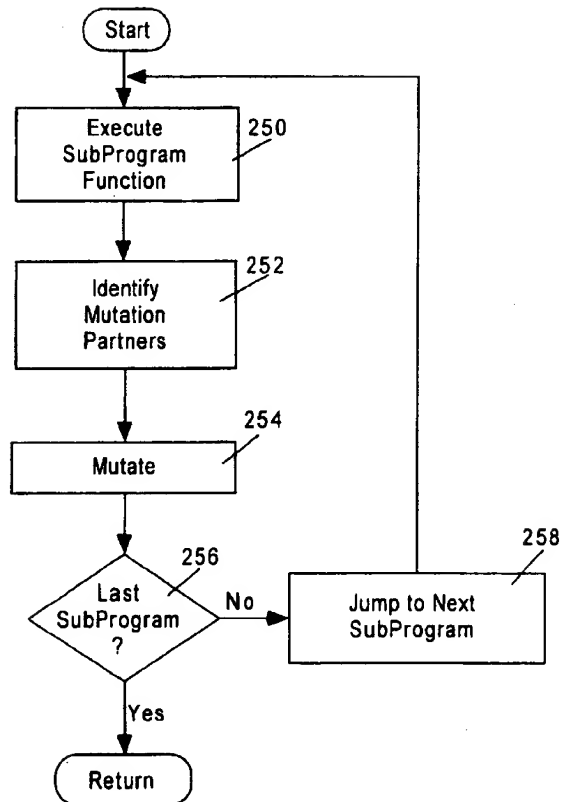 Start
Execute
SubProgram
Function
250
Identify
Mutation
Partners
252
Mutate
254
Last
SubProgram
?
256
No
Jump to Next
SubProgram
258
Yes
Return